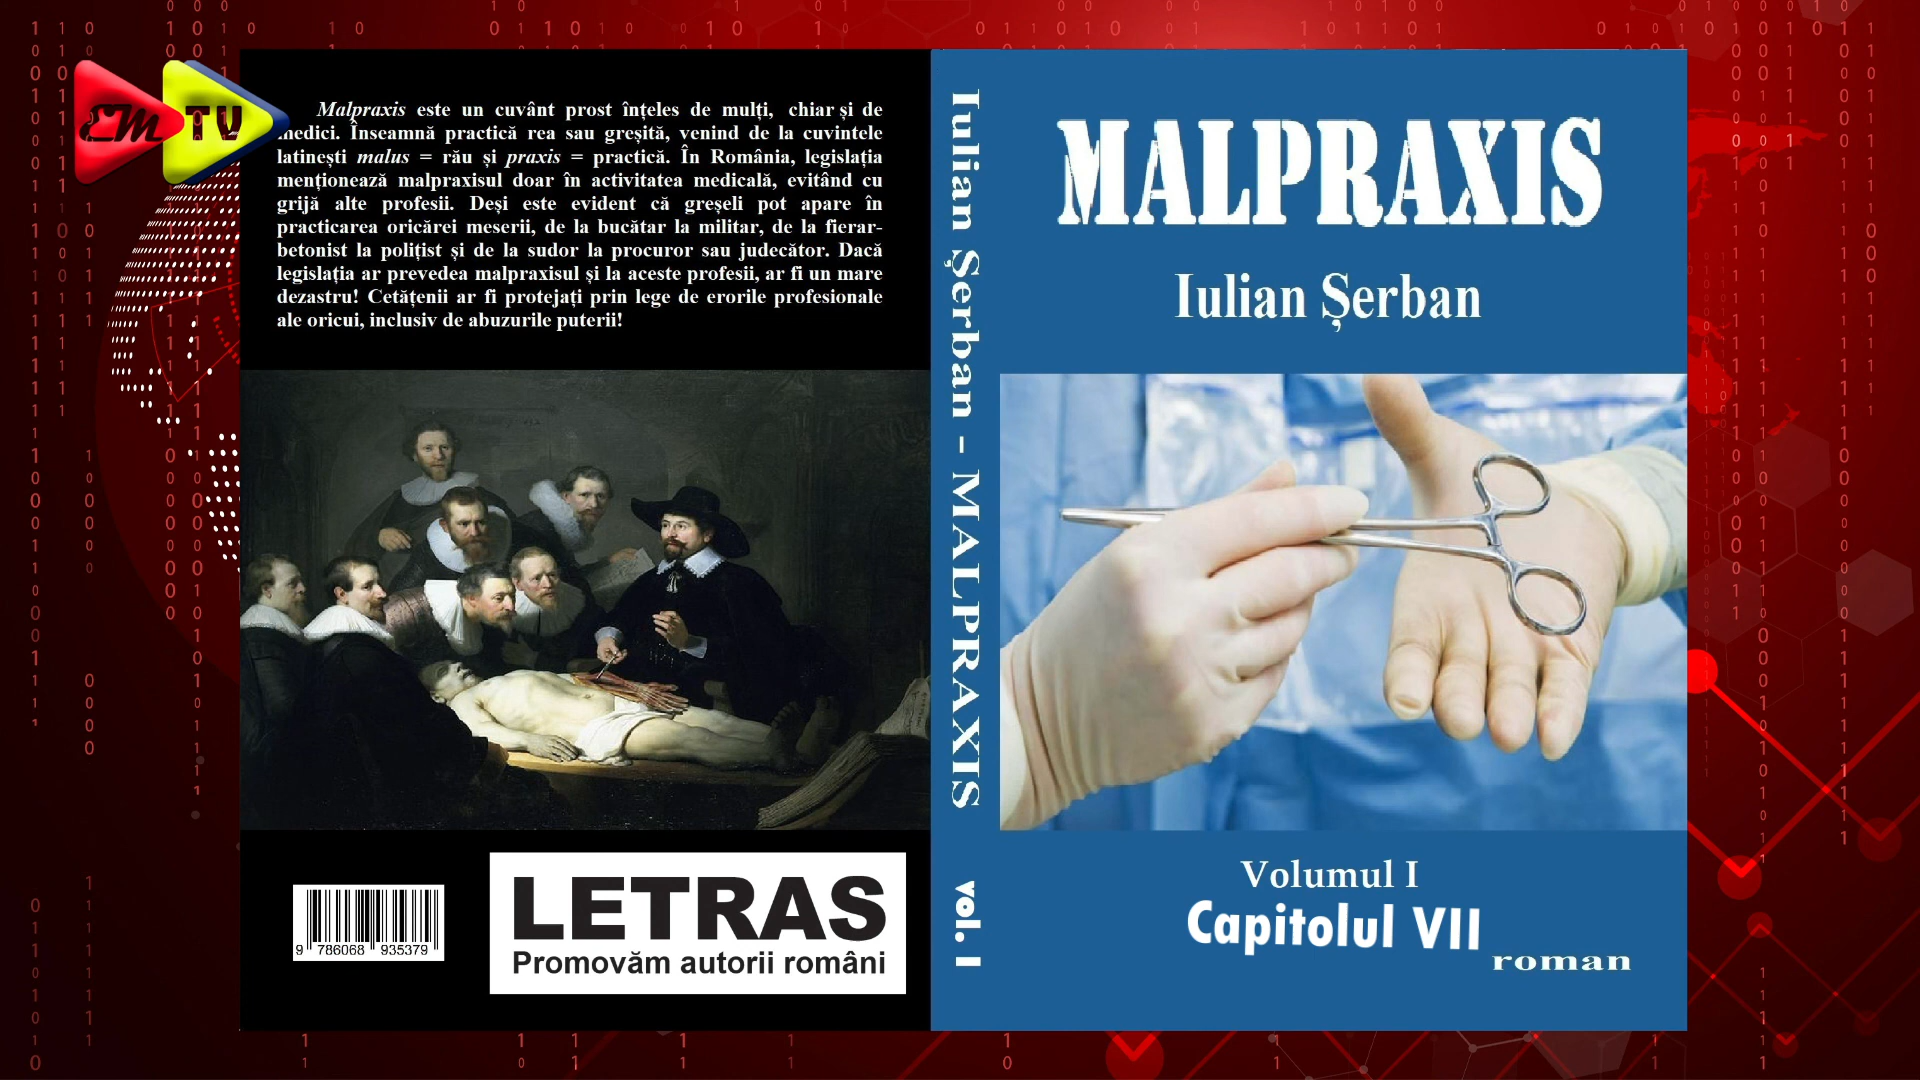 EM TV
Malpraxis este un cuvânt prost înțeles de mulți, chiar și de
medici. Înseamnă practică rea sau greșită, venind de la cuvintele
latinești malus = rău și praxis = practică. În România, legislația
menționează malpraxisul doar în activitatea medicală, evitând cu
grijă alte profesii. Deși este evident că greșeli pot apare în
practicarea oricărei meserii, de la bucătar la militar, de la fierar-
betonist la polițist și de la sudor la procuror sau judecător. Dacă
legislația ar prevedea malpraxisul și la aceste profesii, ar fi un mare
dezastru! Cetățenii ar fi protejați prin lege de erorile profesionale
ale oricui, inclusiv de abuzurile puterii!
9 786068 935379
LETRAS
Promovăm autorii români
Iulian Șerban - MALPRAXIS vol. I
MALPRAXIS
Iulian Șerban
Volumul I
Capitolul VII
roman